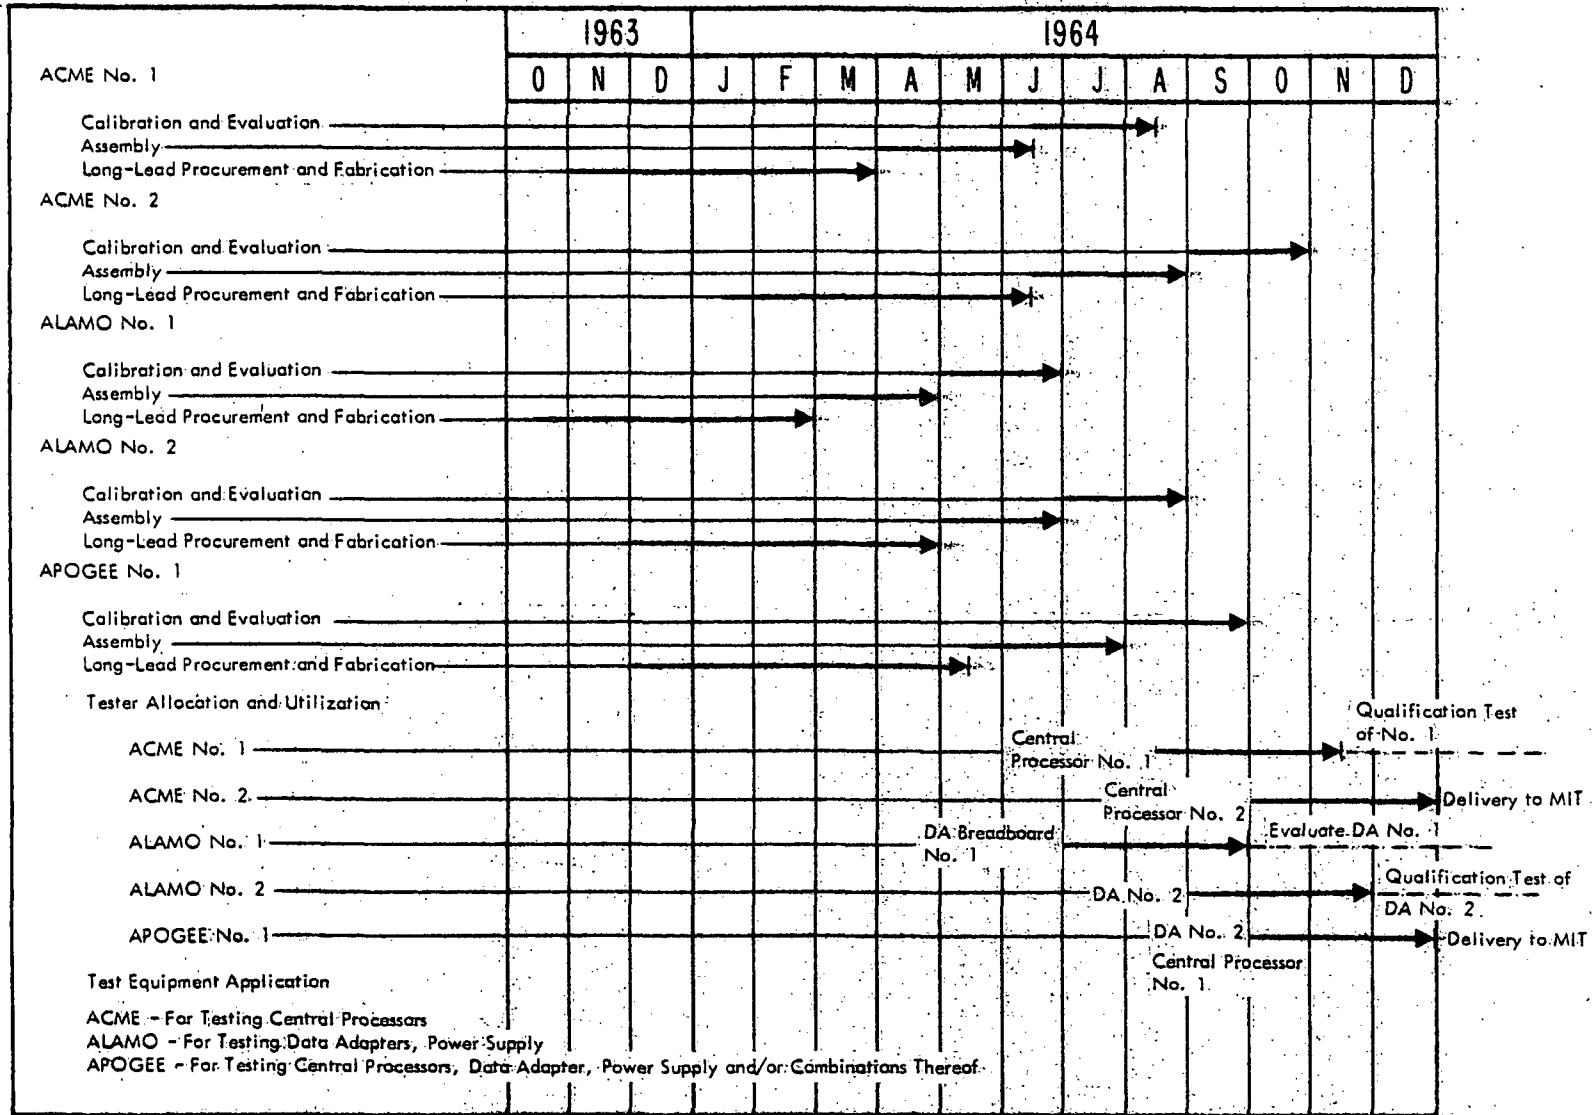 1963 1964
ACME No. 1
O N D J F M A M J J A S O N D
Calibration and Evaluation
Assembly
Long-Lead Procurement and Fabrication
ACME No. 2
Calibration and Evaluation
Assembly
Long-Lead Procurement and Fabrication
ALAMO No. 1
Calibration and Evaluation
Assembly
Long-Lead Procurement and Fabrication
ALAMO No. 2
Calibration and Evaluation
Assembly
Long-Lead Procurement and Fabrication
APOGEE No. 1
Calibration and Evaluation
Assembly
Long-Lead Procurement and Fabrication
Tester Allocation and Utilization
ACME No. 1
Central
Processor No. 1
Qualification Test
of No. 1
ACME No. 2
Central
Processor No. 2
Delivery to MIT
ALAMO No. 1
DA Breadboard
No. 1
Evaluate DA No. 1
ALAMO No. 2
DA No. 2
Qualification Test of
DA No. 2
APOGEE No. 1
DA No. 2
Central Processor
No. 1
Delivery to MIT
Test Equipment Application
ACME - For Testing Central Processors
ALAMO - For Testing Data Adapters, Power Supply
APOGEE - For Testing Central Processors, Data Adapter, Power Supply and/or Combinations Thereof